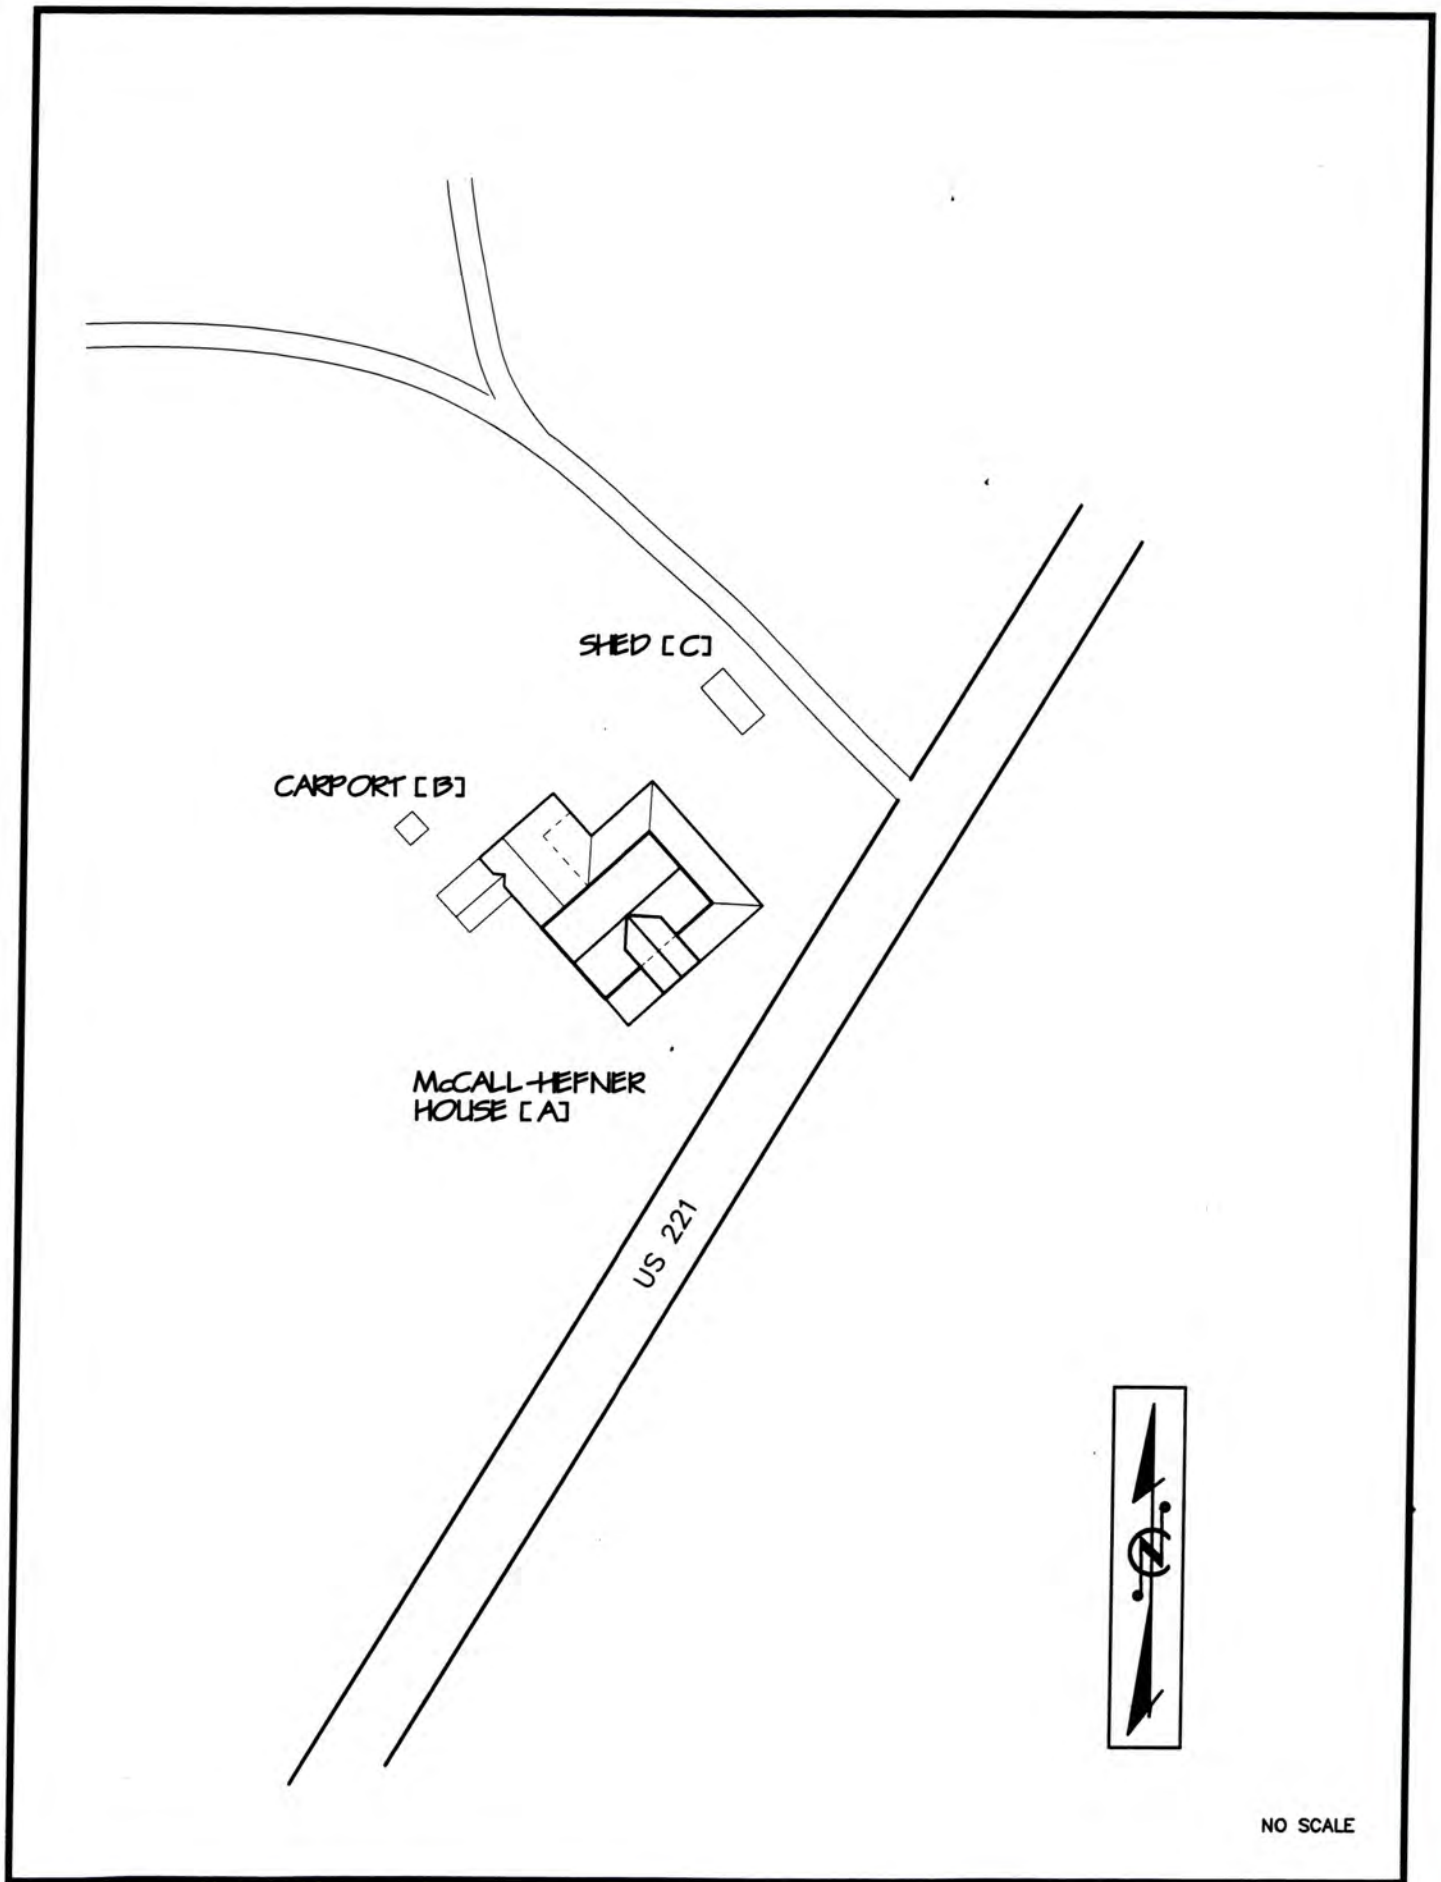 SHED [C]
CARPORT [B]
McCALL-HEFNER
HOUSE [A]
US 221
N
NO SCALE